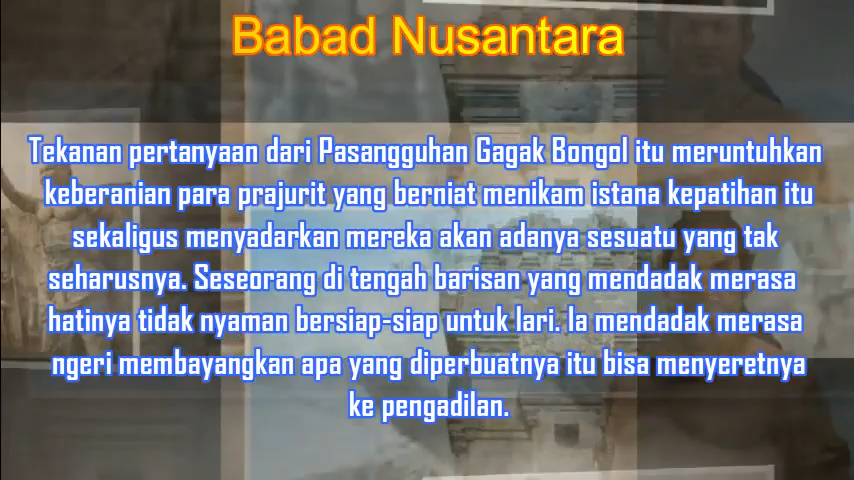 Babad Nusantara
Tekanan pertanyaan dari Pasangguhan Gagak Bongol itu meruntuhkan
keberanian para prajurit yang berniat menikam istana kepatihan itu
sekaligus menyadarkan mereka akan adanya sesuatu yang tak
seharusnya. Seseorang di tengah barisan yang mendadak merasa
hatinya tidak nyaman bersiap-siap untuk lari. Ia mendadak merasa
ngeri membayangkan apa yang diperbuatnya itu bisa menyeretnya
ke pengadilan.